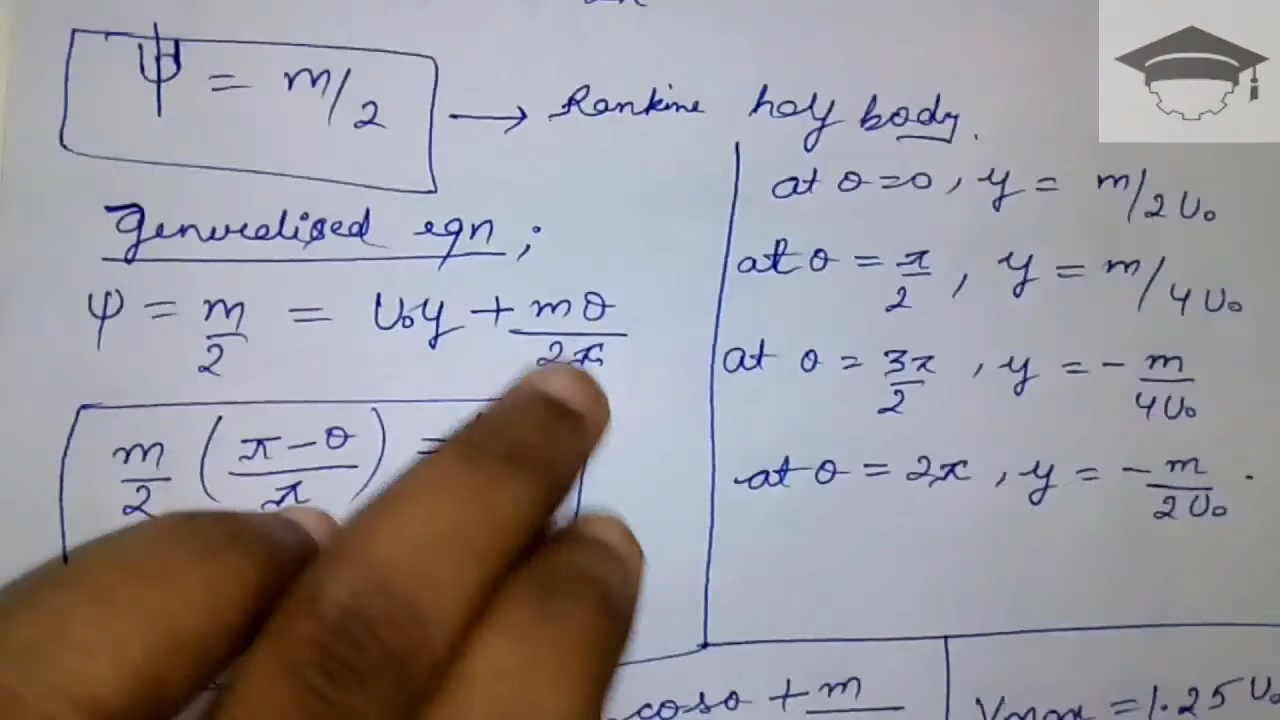 ψ = m/2 → Rankine half body.
Generalised eqn;
ψ = m/2 = U₀y + mθ/2π
m/2 (π-θ/π) =
at θ=0, y = m/2U₀
at θ = π/2, y = m/4U₀
at θ = 3π/2, y = - m/4U₀
at θ = 2π, y = - m/2U₀.
cosθ + m
Vmax = 1.25 U₀